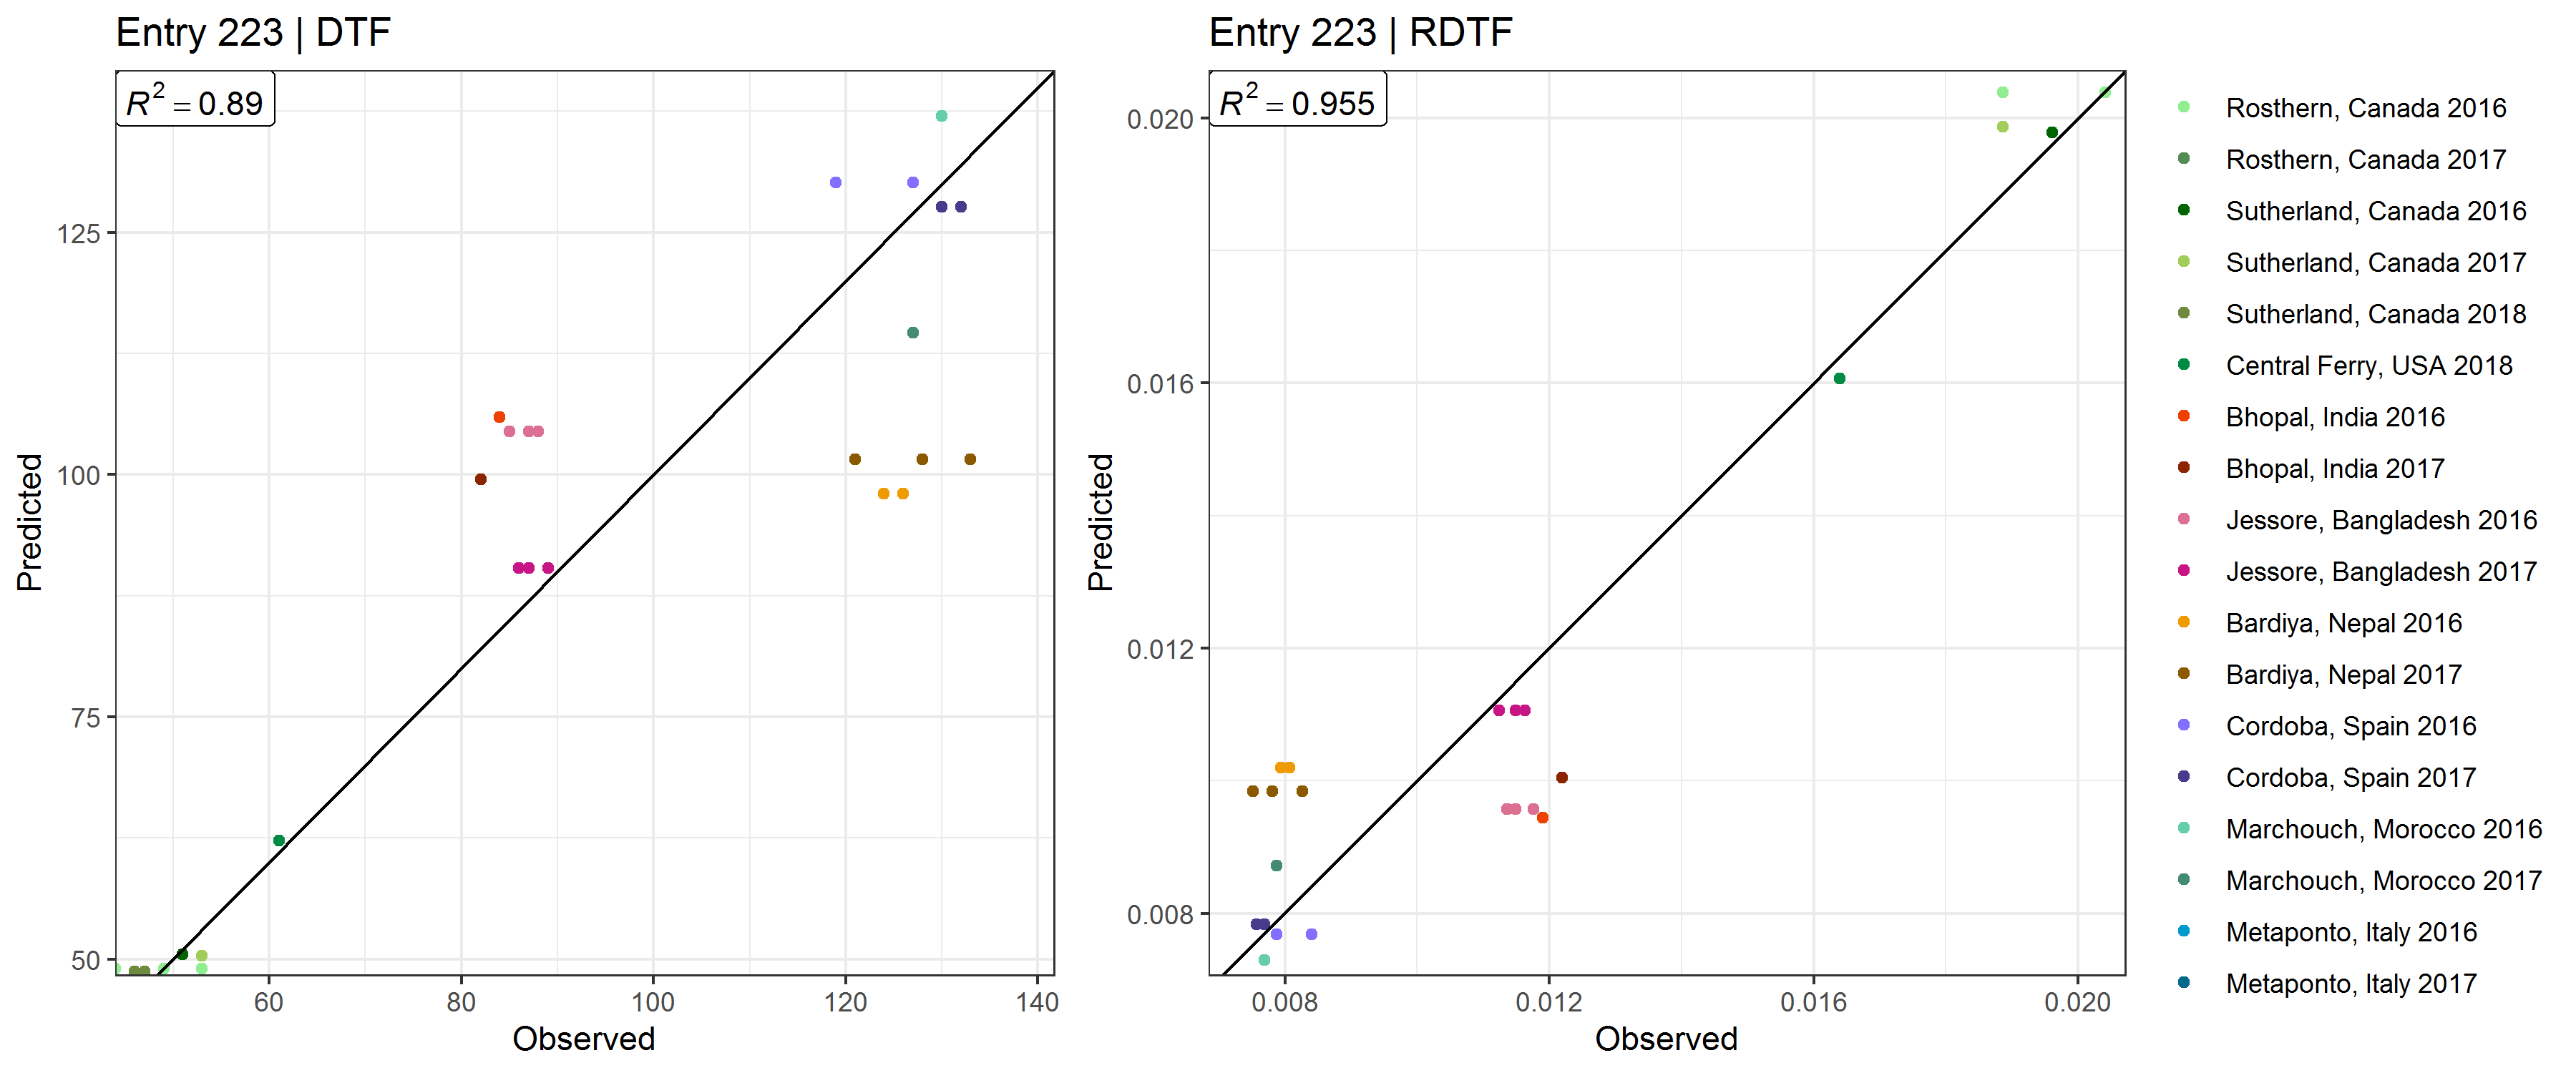 Entry 223 | DTF
R² = 0.89
125
100
75
50
60
80
100
120
140
Observed
Predicted
Entry 223 | RDTF
R² = 0.955
0.020
0.016
0.012
0.008
0.008
0.012
0.016
0.020
Observed
Predicted
Rosthern, Canada 2016
Rosthern, Canada 2017
Sutherland, Canada 2016
Sutherland, Canada 2017
Sutherland, Canada 2018
Central Ferry, USA 2018
Bhopal, India 2016
Bhopal, India 2017
Jessore, Bangladesh 2016
Jessore, Bangladesh 2017
Bardiya, Nepal 2016
Bardiya, Nepal 2017
Cordoba, Spain 2016
Cordoba, Spain 2017
Marchouch, Morocco 2016
Marchouch, Morocco 2017
Metaponto, Italy 2016
Metaponto, Italy 2017